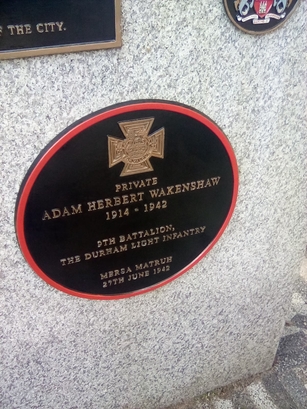 F THE CITY.
PRIVATE
ADAM HERBERT WAKENSHAW
1914 - 1942
9TH BATTALION,
THE DURHAM LIGHT INFANTRY
MERSA MATRUH
27TH JUNE 1942